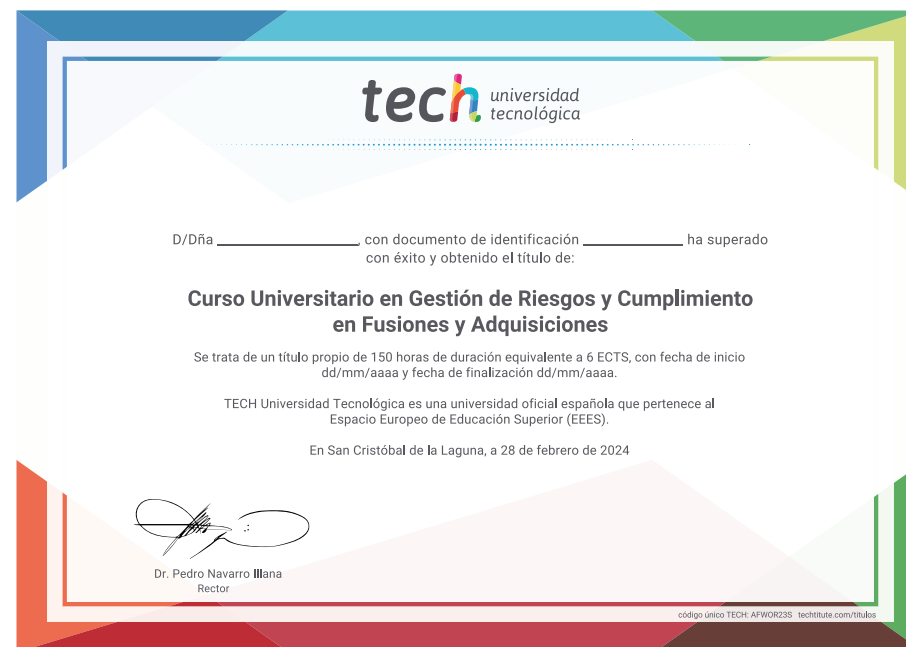 tech universidad
tecnológica
D/Dña ____________________, con documento de identificación ______________ ha superado
con éxito y obtenido el título de:
Curso Universitario en Gestión de Riesgos y Cumplimiento
en Fusiones y Adquisiciones
Se trata de un título propio de 150 horas de duración equivalente a 6 ECTS, con fecha de inicio
dd/mm/aaaa y fecha de finalización dd/mm/aaaa.
TECH Universidad Tecnológica es una universidad oficial española que pertenece al
Espacio Europeo de Educación Superior (EEES).
En San Cristóbal de la Laguna, a 28 de febrero de 2024
Dr. Pedro Navarro Illana
Rector
código único TECH: AFWOR23S techtitute.com/titulos